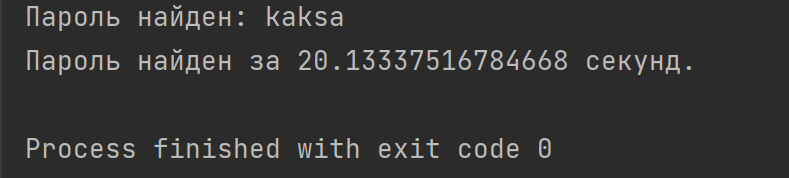 Пароль найден: kaksa
Пароль найден за 20.13337516784668 секунд.
Process finished with exit code 0